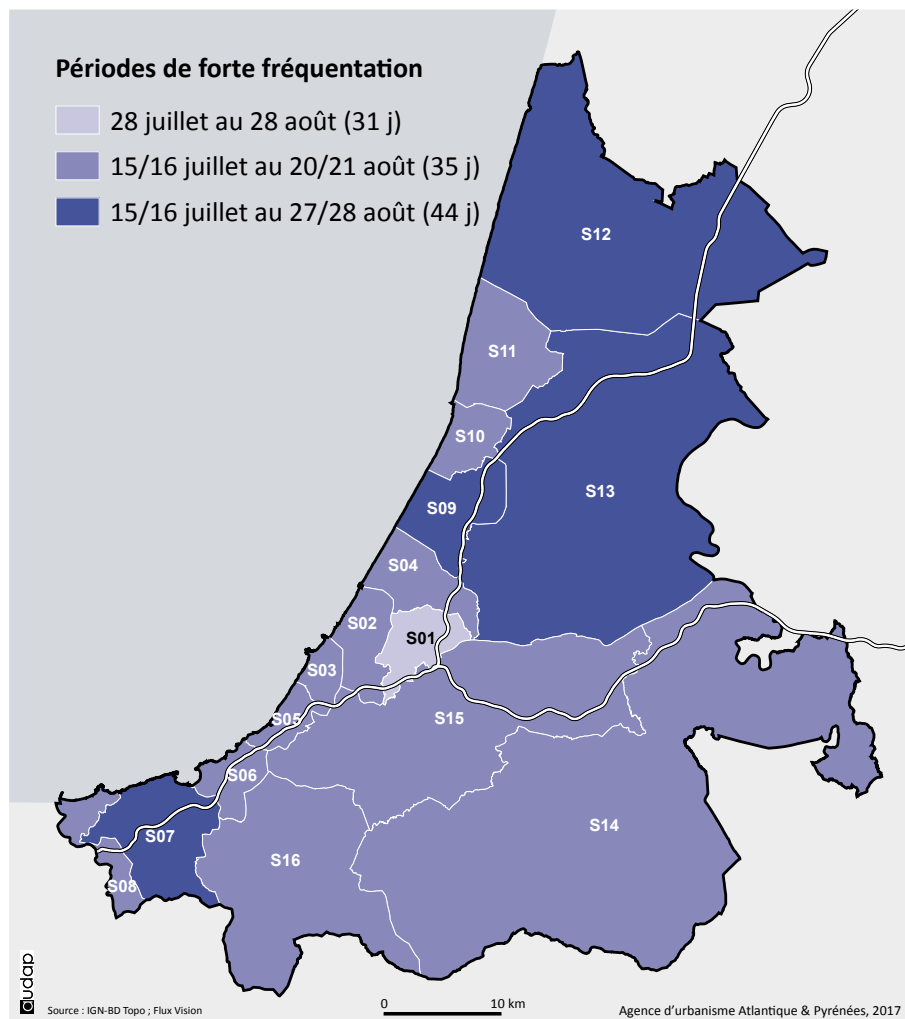 Périodes de forte fréquentation
28 juillet au 28 août (31 j)
15/16 juillet au 20/21 août (35 j)
15/16 juillet au 27/28 août (44 j)
S12
S11
S10
S13
S09
S04
S02
S01
S03
S05
S15
S06
S07
S14
S16
S08
audap
Source : IGN-BD Topo ; Flux Vision
0 10 km
Agence d'urbanisme Atlantique & Pyrénées, 2017